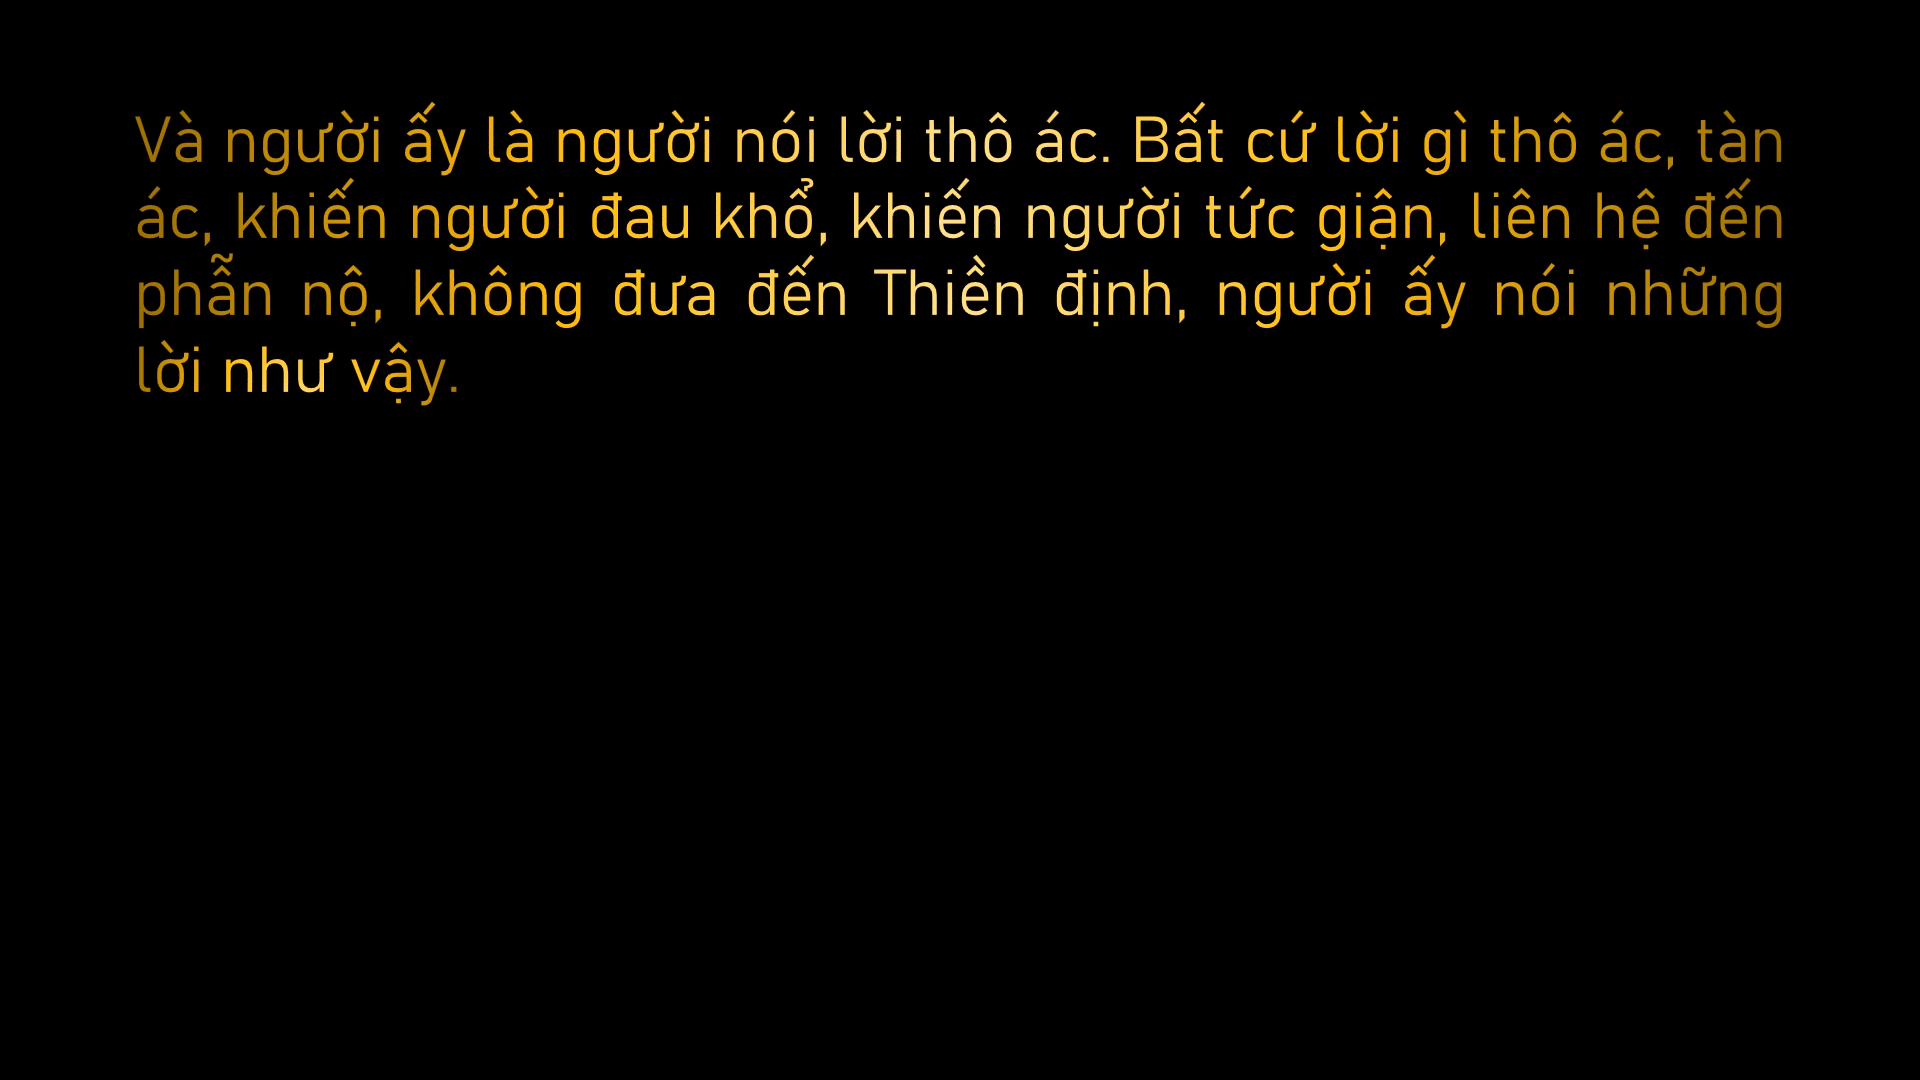 Và người ấy là người nói lời thô ác. Bất cứ lời gì thô ác, tàn
ác, khiến người đau khổ, khiến người tức giận, liên hệ đến
phẫn nộ, không đưa đến Thiền định, người ấy nói những
lời như vậy.